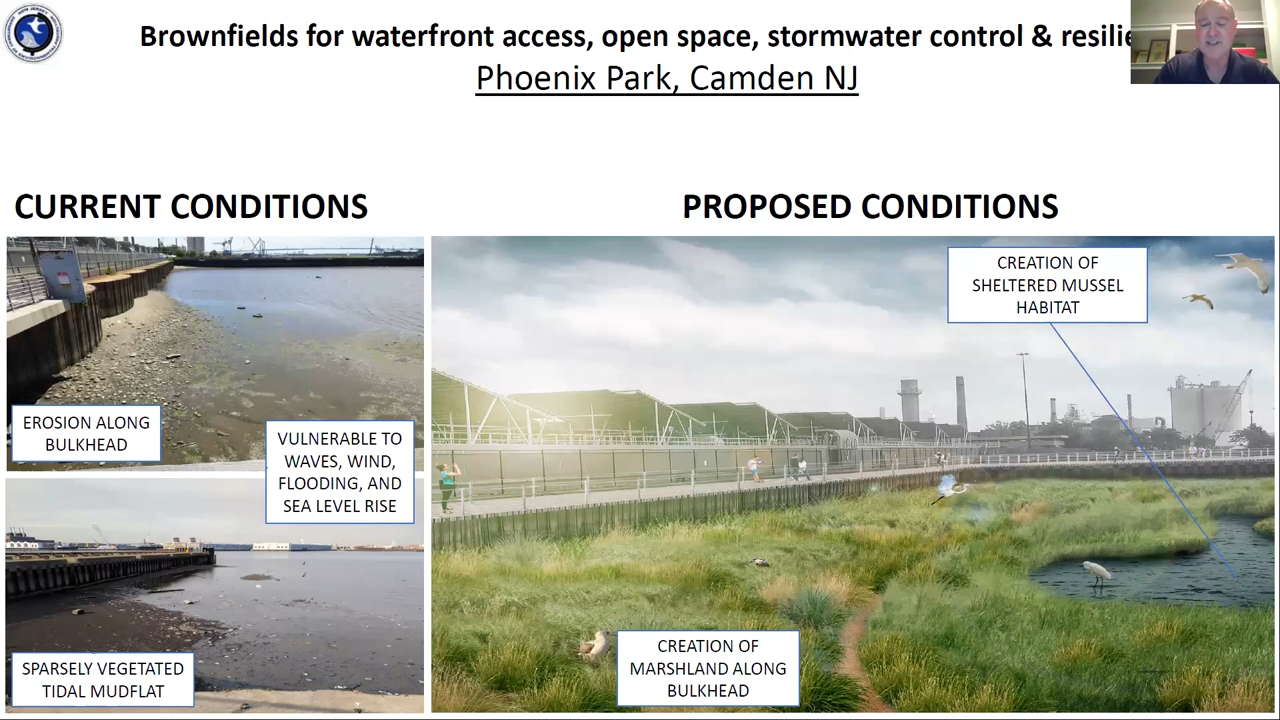 Brownfields for waterfront access, open space, stormwater control &
Phoenix Park, Camden NJ
CURRENT CONDITIONS
PROPOSED CONDITIONS
CREATION OF
SHELTERED MUSSEL
HABITAT
EROSION ALONG
BULKHEAD
VULNERABLE TO
WAVES, WIND,
FLOODING, AND
SEA LEVEL RISE
SPARSELY VEGETATED
TIDAL MUDFLAT
CREATION OF
MARSHLAND ALONG
BULKHEAD